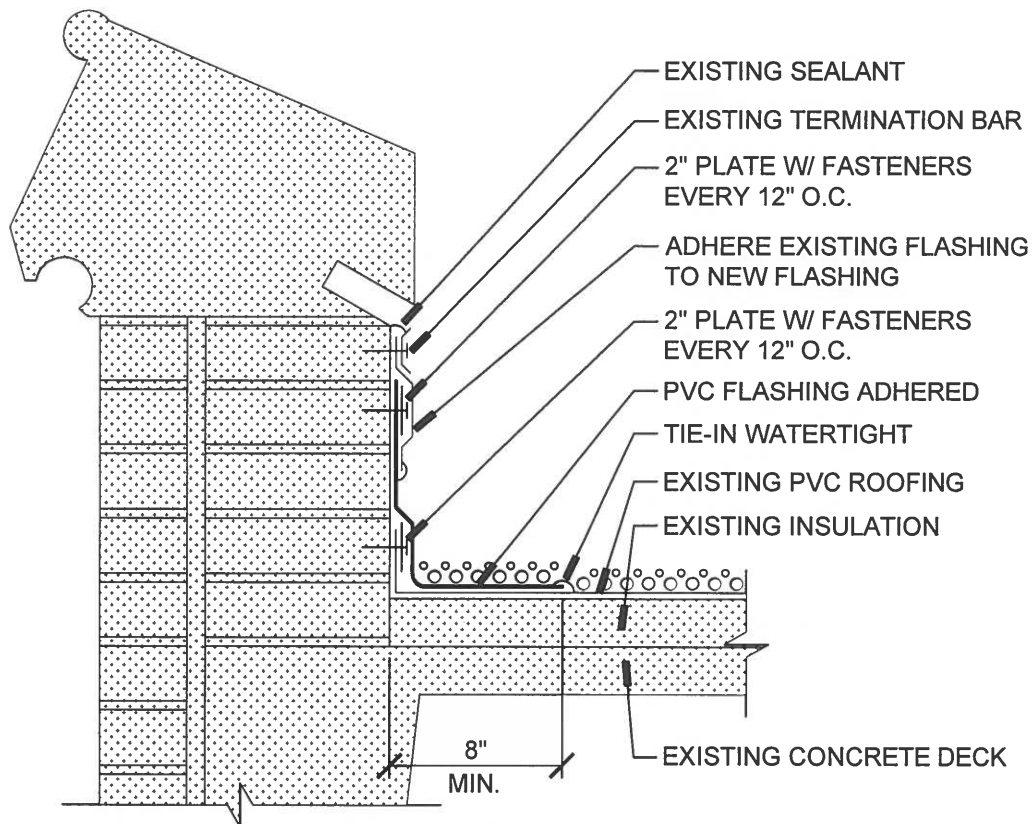 EXISTING SEALANT
EXISTING TERMINATION BAR
2" PLATE W/ FASTENERS
EVERY 12" O.C.
ADHERE EXISTING FLASHING
TO NEW FLASHING
2" PLATE W/ FASTENERS
EVERY 12" O.C.
PVC FLASHING ADHERED
TIE-IN WATERTIGHT
EXISTING PVC ROOFING
EXISTING INSULATION
EXISTING CONCRETE DECK
8"
MIN.